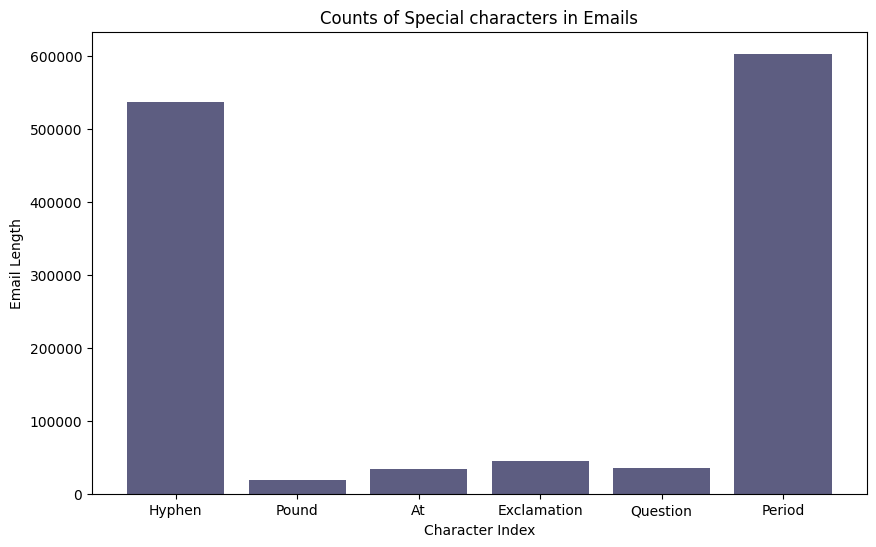 Counts of Special characters in Emails
Email Length
600000
500000
400000
300000
200000
100000
0
Hyphen Pound At Exclamation Question Period
Character Index